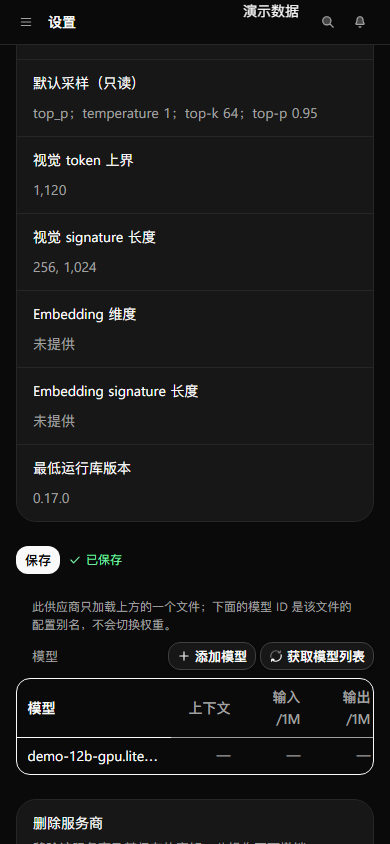 设置
演示数据
默认采样（只读）
top_p；temperature 1；top-k 64；top-p 0.95
视觉 token 上界
1,120
视觉 signature 长度
256, 1,024
Embedding 维度
未提供
Embedding signature 长度
未提供
最低运行库版本
0.17.0
保存 已保存
此供应商只加载上方的一个文件；下面的模型 ID 是该文件的
配置别名，不会切换权重。
模型 添加模型 获取模型列表
模型 上下文 输入 /1M 输出 /1M
demo-12b-gpu.lite… — — —
删除服务商